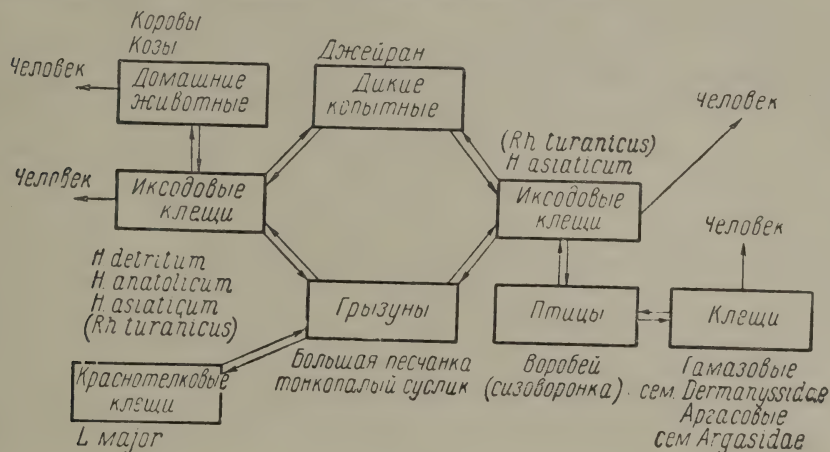 Коровы
Козы
Человек
Домашние
животные
Джейран
Дикие
копытные
Человек
(Rh turanicus)
H asiaticum
Человек
Иксодовые
клещи
Иксодовые
клещи
Человек
H. detritum
H. anatolicum
H. asiaticum
(Rh turanicus)
Грызуны
Птицы
Клещи
Большая песчанка
тонкопалый суслик
Воробей
(сизоворонка)
Гамазовые
сем. Dermanyssidae
Аргасовые
сем Argasidae
Краснотелковые
клещи
L major